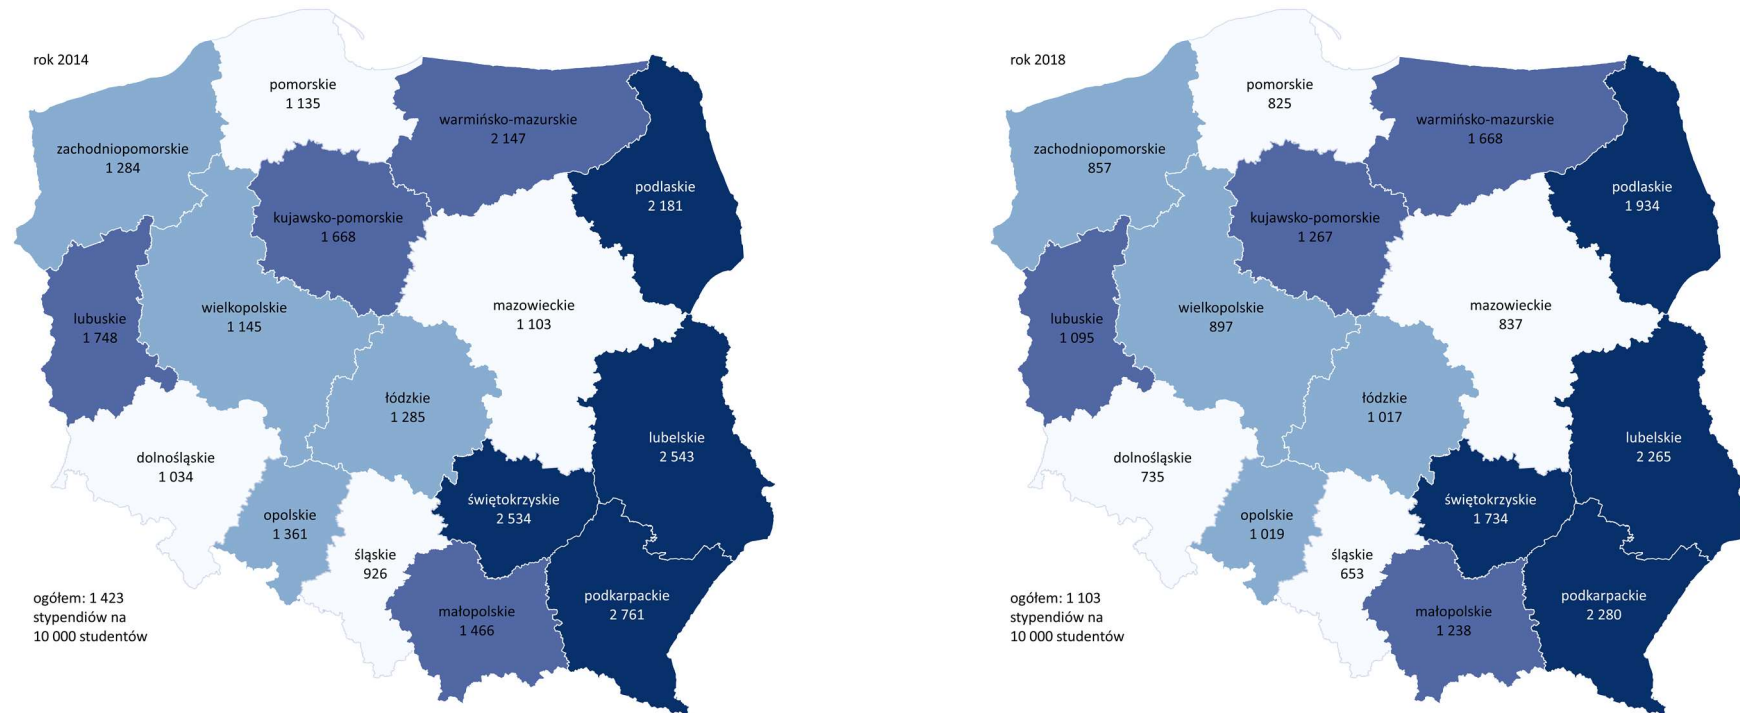 rok 2014
pomorskie
1 135
warmińsko-mazurskie
2 147
zachodniopomorskie
1 284
podlaskie
2 181
kujawsko-pomorskie
1 668
wielkopolskie
1 145
mazowieckie
1 103
lubuskie
1 748
łódzkie
1 285
lubelskie
2 543
dolnośląskie
1 034
świętokrzyskie
2 534
opolskie
1 361
śląskie
926
podkarpackie
2 761
małopolskie
1 466
ogółem: 1 423
stypendiów na
10 000 studentów
rok 2018
pomorskie
825
warmińsko-mazurskie
1 668
zachodniopomorskie
857
podlaskie
1 934
kujawsko-pomorskie
1 267
wielkopolskie
897
mazowieckie
837
lubuskie
1 095
łódzkie
1 017
lubelskie
2 265
dolnośląskie
735
świętokrzyskie
1 734
opolskie
1 019
śląskie
653
podkarpackie
2 280
małopolskie
1 238
ogółem: 1 103
stypendiów na
10 000 studentów